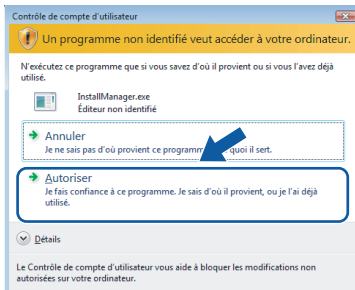 Contrôle de compte d'utilisateur
Un programme non identifié veut accéder à votre ordinateur.
N'exécutez ce programme que si vous savez d'où il provient ou si vous l'avez déjà
utilisé.
InstallManager.exe
Éditeur non identifié
Annuler
Je ne sais pas d'où provient ce programm quoi il sert.
Autoriser
Je fais confiance à ce programme. Je sais d'où il provient, ou je l'ai déjà
utilisé.
Détails
Le Contrôle de compte d'utilisateur vous aide à bloquer les modifications non
autorisées sur votre ordinateur.